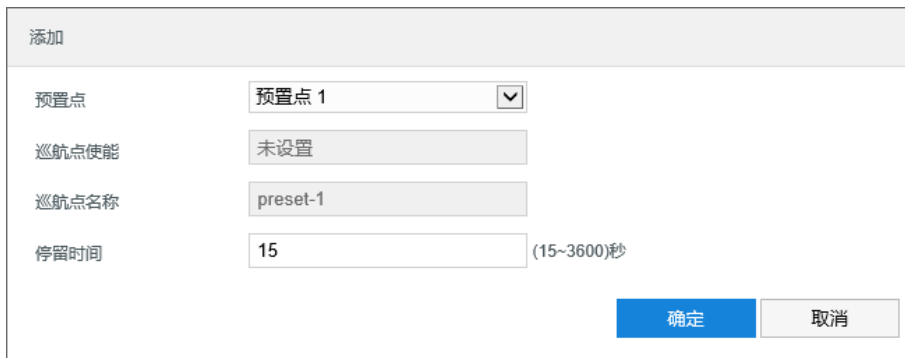 添加
预置点 预置点 1
巡航点使能 未设置
巡航点名称 preset-1
停留时间 15 (15~3600)秒
确定 取消